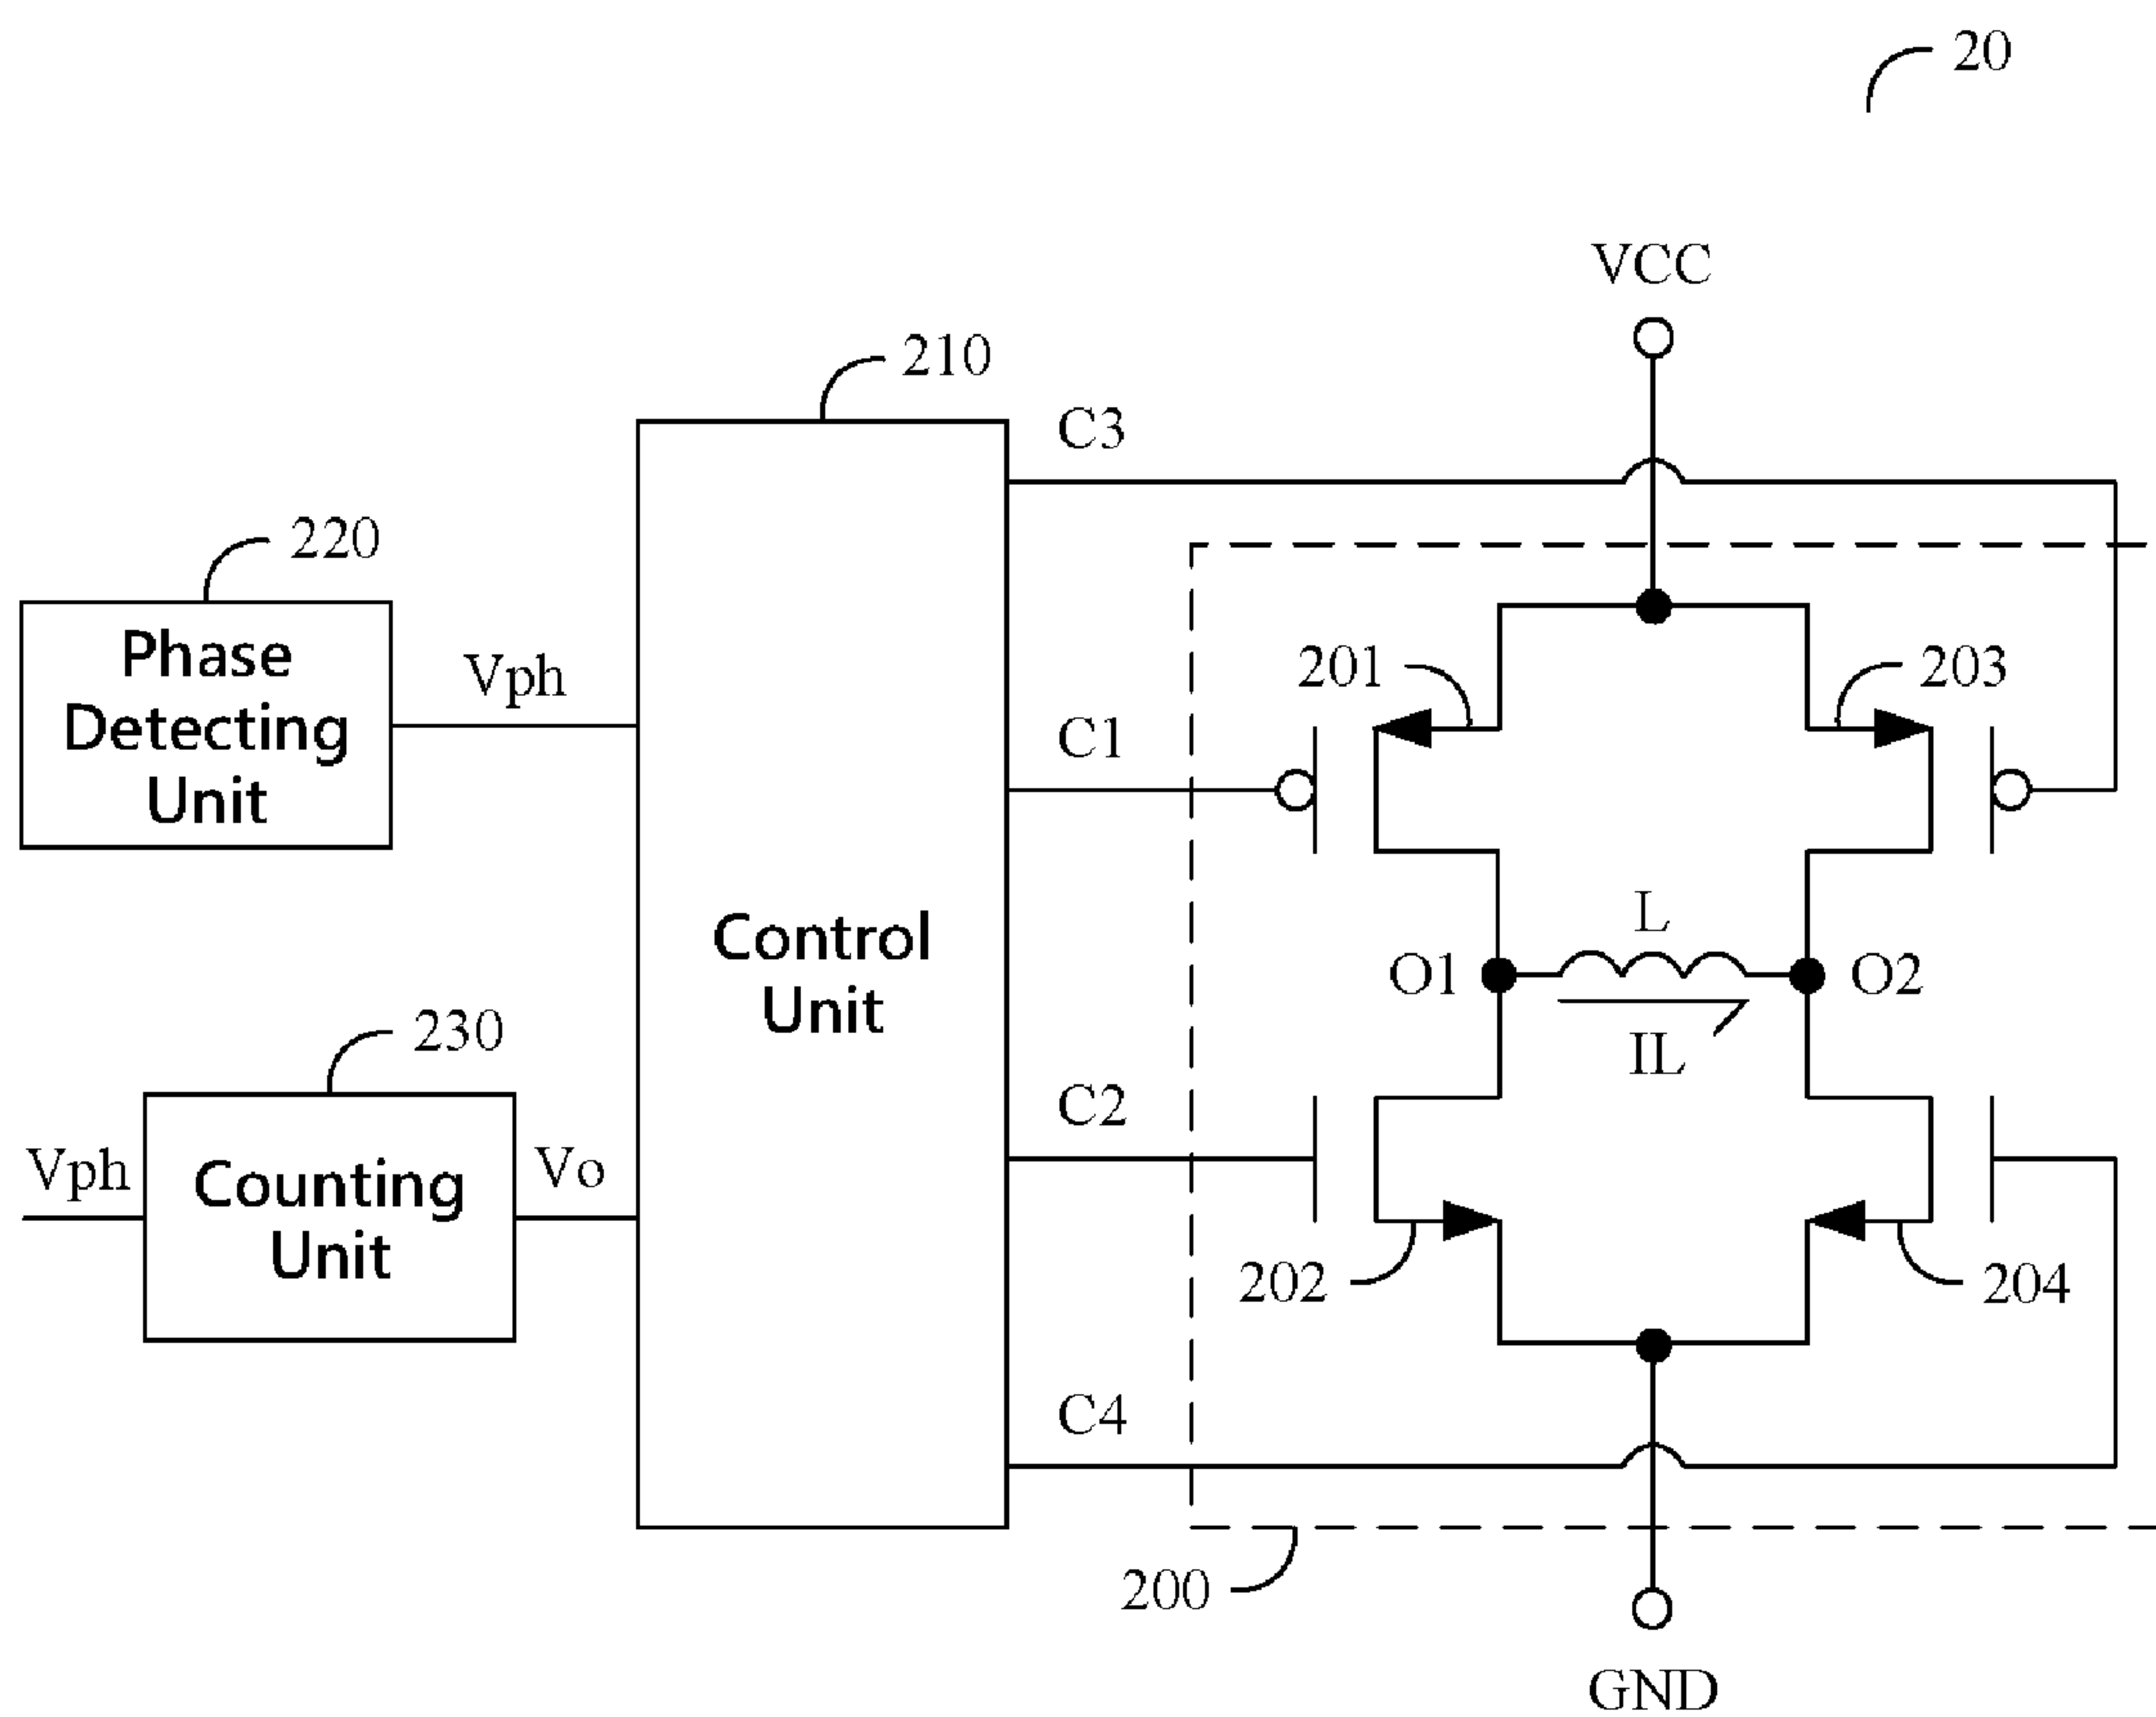 20
VCC
210
C3
220
Phase
Detecting
Unit
Vph
201
203
C1
Control
Unit
L
O1
O2
IL
230
C2
Vph
Counting
Unit
Vo
202
204
C4
200
GND